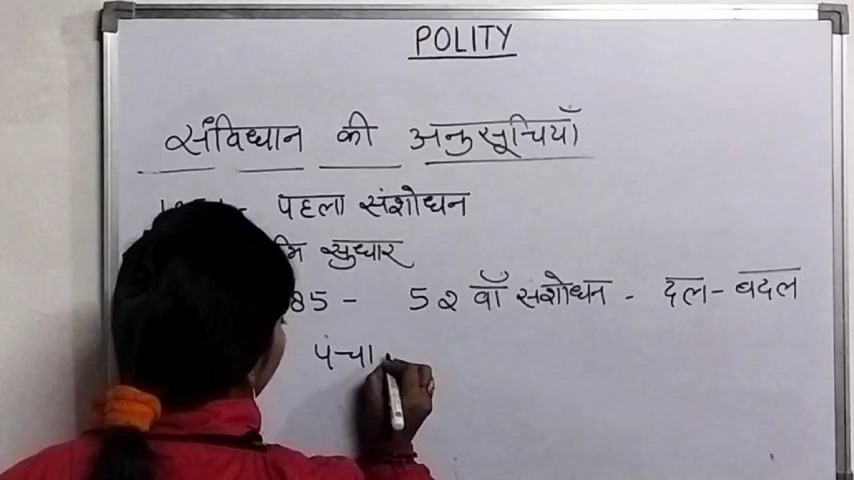 POLITY
संविधान की अनुसूचियाँ
पहला संशोधन
सुधार
85 - 52 वाँ संशोधन - दल-बदल
पंचा